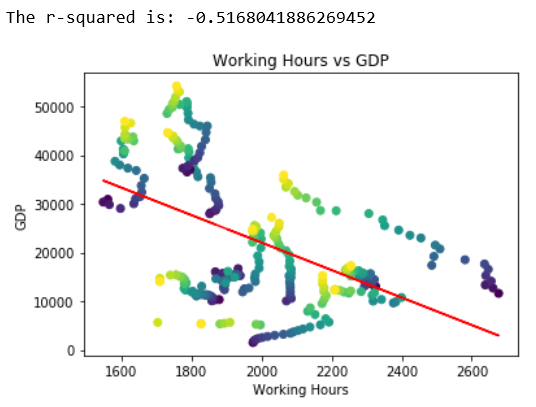 The r-squared is: -0.5168041886269452
Working Hours vs GDP
50000
40000
30000
20000
10000
0
GDP
1600 1800 2000 2200 2400 2600
Working Hours